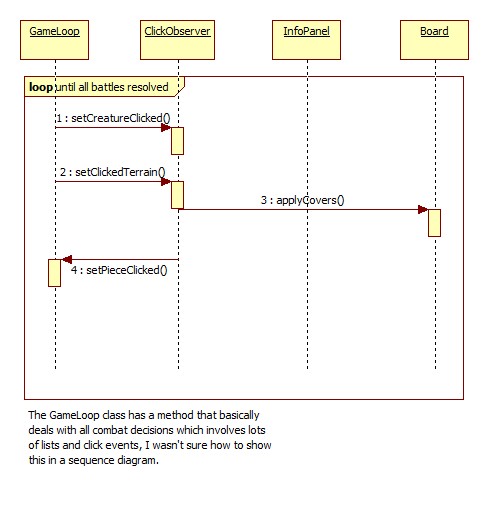 GameLoop
ClickObserver
InfoPanel
Board
loop until all battles resolved
1 : setCreatureClicked()
2 : setClickedTerrain()
3 : applyCovers()
4 : setPieceClicked()
The GameLoop class has a method that basically
deals with all combat decisions which involves lots
of lists and click events, I wasn't sure how to show
this in a sequence diagram.